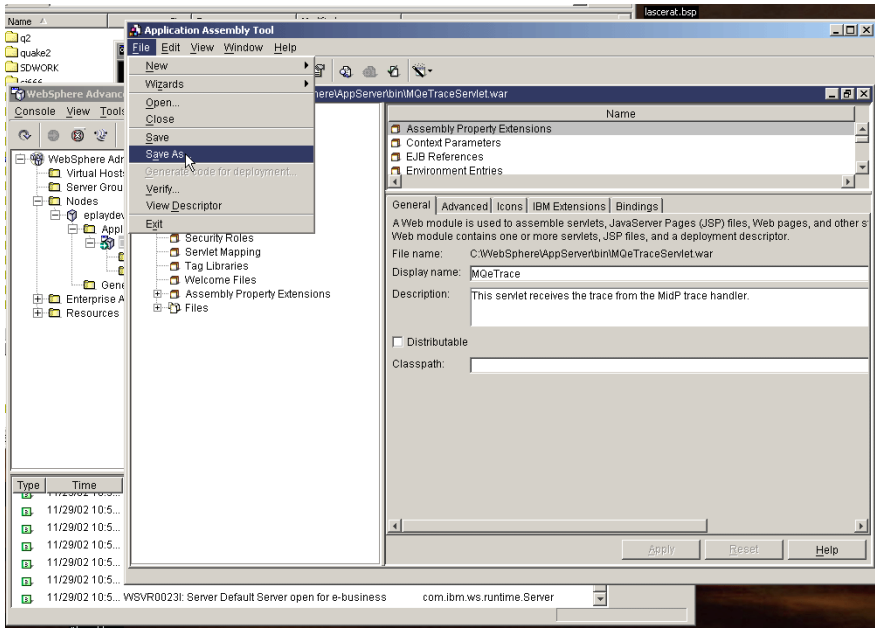 lascerat.bsp
Name
q2
quake2
SDWORK
Application Assembly Tool
File Edit View Window Help
New
Wizards
Open...
Close
Save
Save As...
Generate code for deployment...
Verify...
View Descriptor
Exit
WebSphere Advance
Console View Tools
WebSphere Adr
Virtual Host
Server Grou
Nodes
eplaydev
Appl
Gene
Enterprise A
Resources
here\AppServer\bin\MQeTraceServlet.war
Security Roles
Servlet Mapping
Tag Libraries
Welcome Files
Assembly Property Extensions
Files
Name
Assembly Property Extensions
Context Parameters
EJB References
Environment Entries
General Advanced Icons IBM Extensions Bindings
A Web module is used to assemble servlets, JavaServer Pages (JSP) files, Web pages, and other s
Web module contains one or more servlets, JSP files, and a deployment descriptor.
File name: C:\WebSphere\AppServer\bin\MQeTraceServlet.war
Display name: MQeTrace
Description: This servlet receives the trace from the MidP trace handler.
Distributable
Classpath:
Apply Reset Help
Type Time
11/29/02 10:5...
11/29/02 10:5...
11/29/02 10:5...
11/29/02 10:5...
11/29/02 10:5...
11/29/02 10:5...
11/29/02 10:5... WSVR0023I: Server Default Server open for e-business com.ibm.ws.runtime.Server